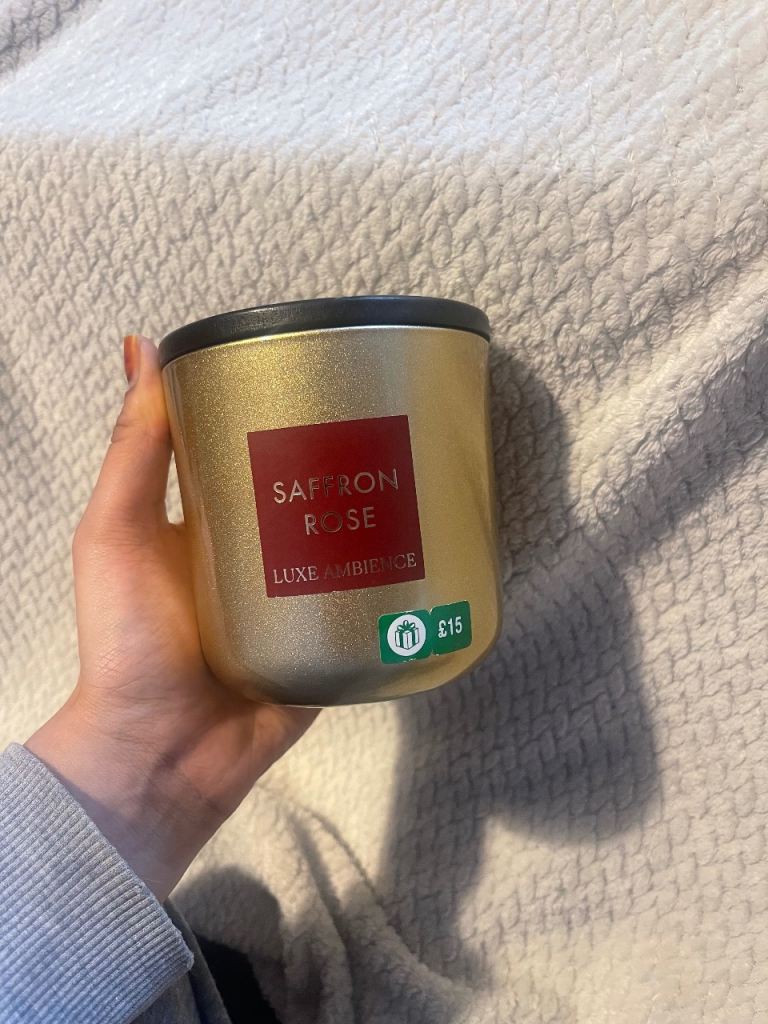 SAFFRON
ROSE
LUXE AMBIENCE
£15